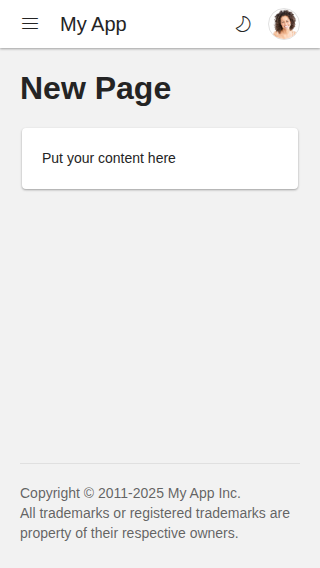 My App
New Page
Put your content here
Copyright © 2011-2025 My App Inc.
All trademarks or registered trademarks are
property of their respective owners.